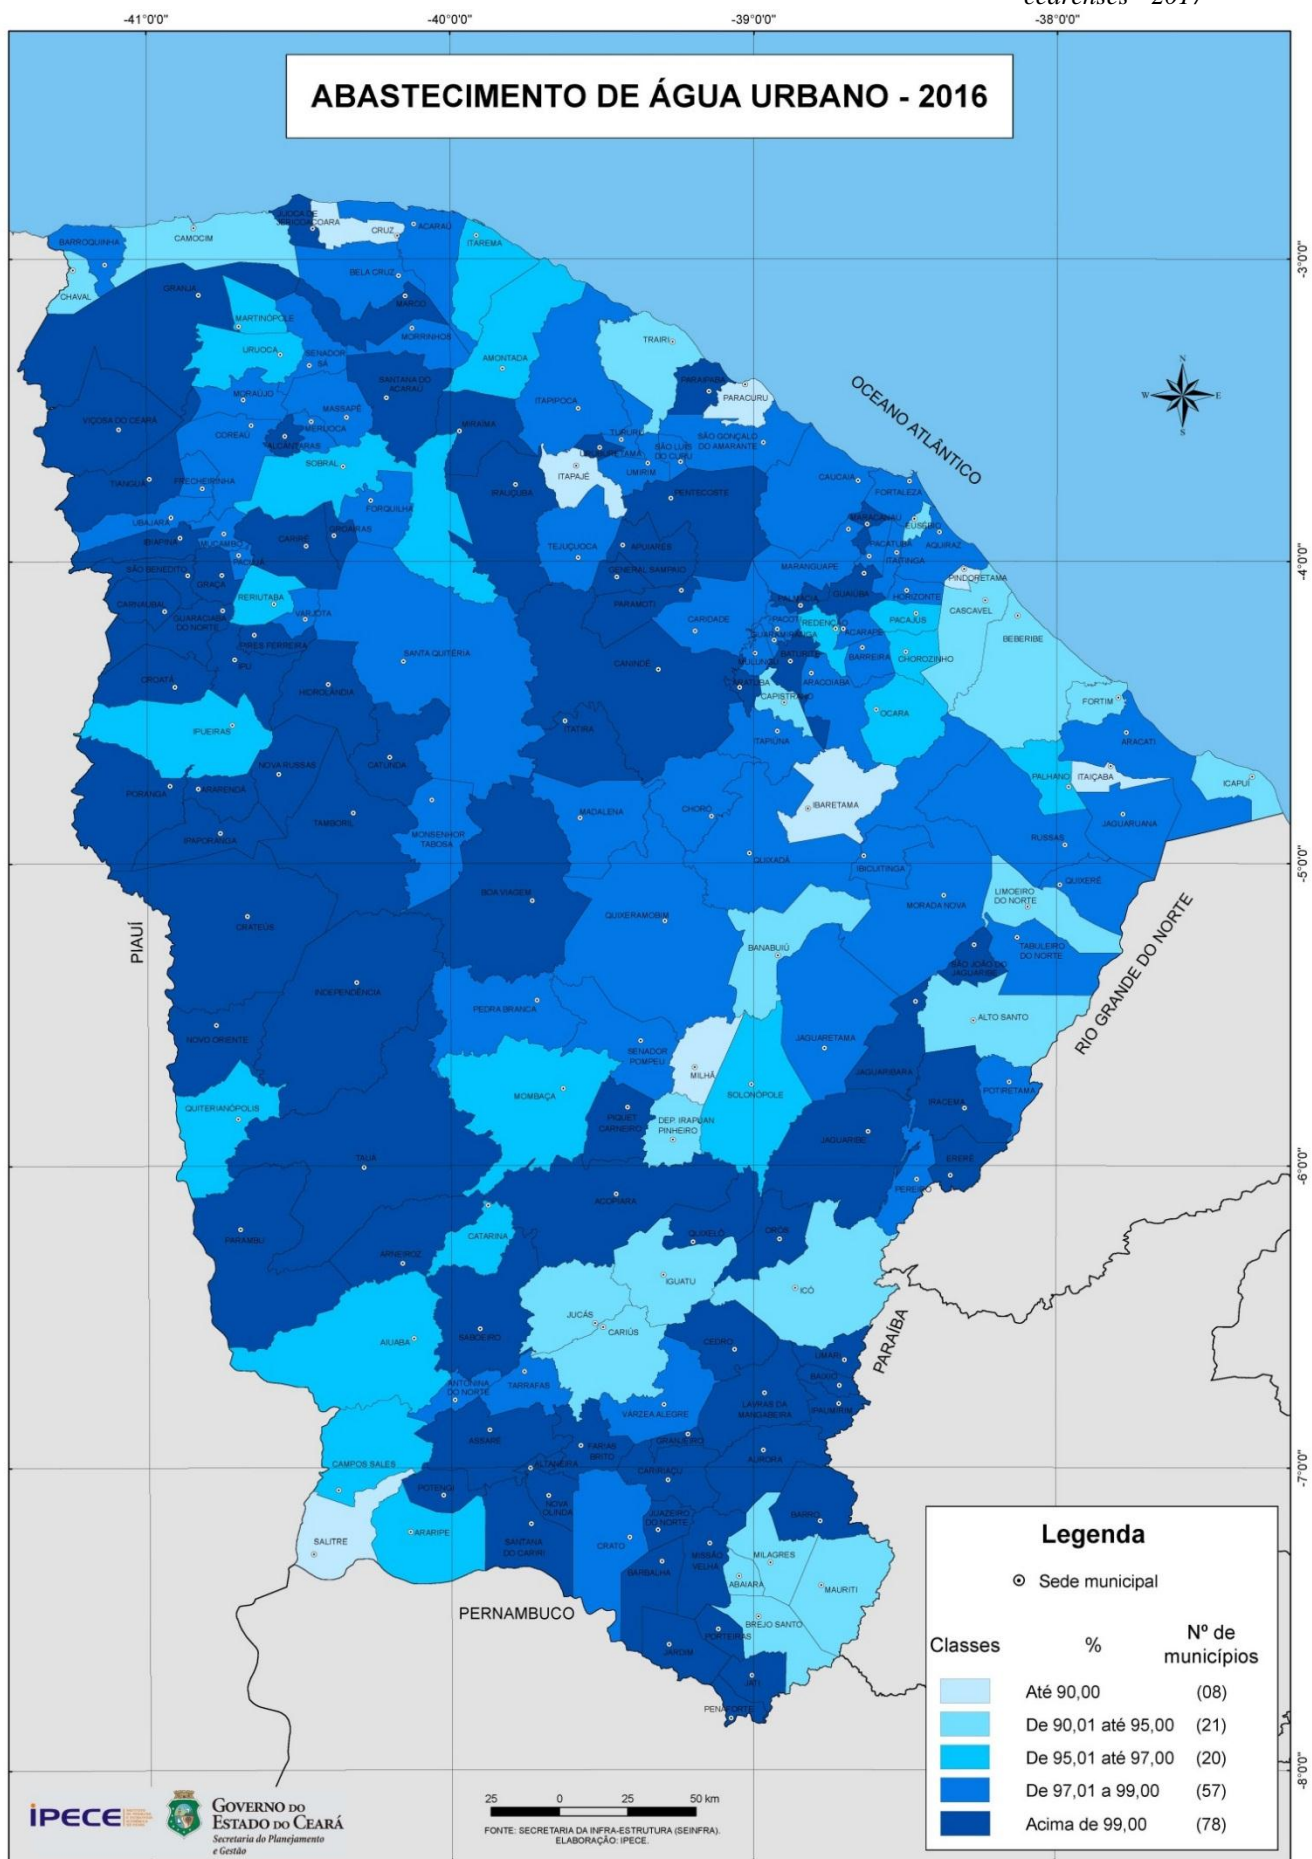 cearenses - 2017
-41°0'0"
-40°0'0"
-39°0'0"
-38°0'0"
ABASTECIMENTO DE ÁGUA URBANO - 2016
JIJOCA DE
JERICOACOARA
CRUZ
ACARAÚ
BARROQUINHA
CAMOCIM
ITAREMA
-3°0'0"
CHAVAL
BELA CRUZ
GRANJA
MARCO
MARTINÓPOLE
MORRINHOS
URUOCA
SENADOR
SÁ
AMONTADA
TRAIRI
SANTANA DO
ACARAÚ
PARAIPABA
PARACURU
MORAÚJO
MASSAPÊ
ITAPIPOCA
OCEANO ATLÂNTICO
N
W
E
S
VIÇOSA DO CEARÁ
COREAÚ
MERUOCA
MIRAÍMA
TURURU
SÃO GONÇALO
DO AMARANTE
ALCÂNTARAS
URUBURETAMA
SÃO LUIS
DO CURU
SOBRAL
ITAPAJÉ
UMIRIM
TIANGUÁ
FRECHEIRINHA
IRAUÇUBA
PENTECOSTE
CAUCAIA
FORTALEZA
UBAJARA
FORQUILHA
MARACANAÚ
EUSÉBIO
IBIAPINA
MUCAMBO
CARIRÉ
GROAÍRAS
TEJUÇUOCA
APUIARÉS
PACATUBA
AQUIRAZ
PACUJÁ
ITAITINGA
-4°0'0"
SÃO BENEDITO
GRAÇA
GENERAL SAMPAIO
MARANGUAPE
PINDORETAMA
RERIUTABA
PARAMOTI
GUAIUBA
HORIZONTE
CARNAUBAL
GUARACIABA
DO NORTE
VARJOTA
PALMÁCIA
CASCAVEL
CARIDADE
PACOTI
REDENÇÃO
PACAJUS
PIRES FERREIRA
GUARAMIRANGA
ACARAPE
BEBERIBE
IPU
SANTA QUITÉRIA
CANINDÉ
MULUNGU
BATURITÉ
BARREIRA
CHOROZINHO
CROATÁ
HIDROLÂNDIA
ARATUBA
ARACOIABA
CAPISTRANO
FORTIM
IPUEIRAS
ITATIRA
OCARA
ITAPIÚNA
ARACATI
NOVA RUSSAS
CATUNDA
PALHANO
ITAIÇABA
ICAPUÍ
PORANGA
ARARENDÁ
IBARETAMA
TAMBORIL
MADALENA
CHORÓ
JAGUARUANA
IPAPORANGA
MONSENHOR
TABOSA
RUSSAS
-5°0'0"
QUIXADÁ
IBICUITINGA
QUIXERÉ
BOA VIAGEM
LIMOEIRO
DO NORTE
PIAUÍ
CRATEÚS
QUIXERAMOBIM
MORADA NOVA
RIO GRANDE DO NORTE
BANABUIÚ
TABULEIRO
DO NORTE
SÃO JOÃO DO
JAGUARIBE
INDEPENDÊNCIA
PEDRA BRANCA
ALTO SANTO
NOVO ORIENTE
SENADOR
POMPEU
JAGUARETAMA
MILHÃ
JAGUARIBARA
SOLONÓPOLE
POTIRETAMA
QUITERIANÓPOLIS
MOMBAÇA
IRACEMA
PIQUET
CARNEIRO
DEP. IRAPUAN
PINHEIRO
JAGUARIBE
TAUÁ
ERERÊ
-6°0'0"
ACOPIARA
PEREIRO
PARAMBU
CATARINA
QUIXELÔ
ORÓS
ARNEIROZ
IGUATU
ICÓ
JUCÁS
CARIÚS
AIUABA
SABOEIRO
CEDRO
PARAÍBA
UMARI
BAIXIO
ANTONINA
DO NORTE
TARRAFAS
VÁRZEA ALEGRE
LAVRAS DA
MANGABEIRA
IPAUMIRIM
ASSARÉ
GRANJEIRO
FARIAS
BRITO
CAMPOS SALES
ALTANEIRA
CARIRIAÇU
AURORA
-7°0'0"
POTENGI
NOVA
OLINDA
JUAZEIRO
DO NORTE
BARRO
SALITRE
ARARIPE
SANTANA
DO CARIRI
CRATO
MISSÃO
VELHA
MILAGRES
BARBALHA
ABAIARA
MAURITI
PERNAMBUCO
BREJO SANTO
PORTEIRAS
JARDIM
JATI
PENAFORTE
-8°0'0"
Legenda
Sede municipal
Classes % Nº de
municípios
Até 90,00 (08)
De 90,01 até 95,00 (21)
De 95,01 até 97,00 (20)
De 97,01 a 99,00 (57)
Acima de 99,00 (78)
25 0 25 50 km
FONTE: SECRETARIA DA INFRA-ESTRUTURA (SEINFRA).
ELABORAÇÃO: IPECE.
IPECE
GOVERNO DO
ESTADO DO CEARÁ
Secretaria do Planejamento
e Gestão